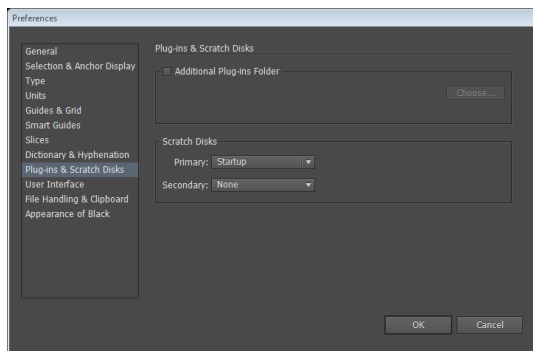 Preferences
General
Selection & Anchor Display
Type
Units
Guides & Grid
Smart Guides
Slices
Dictionary & Hyphenation
Plug-ins & Scratch Disks
User Interface
File Handling & Clipboard
Appearance of Black
Plug-ins & Scratch Disks
Additional Plug-ins Folder
Choose...
Scratch Disks
Primary: Startup
Secondary: None
OK Cancel